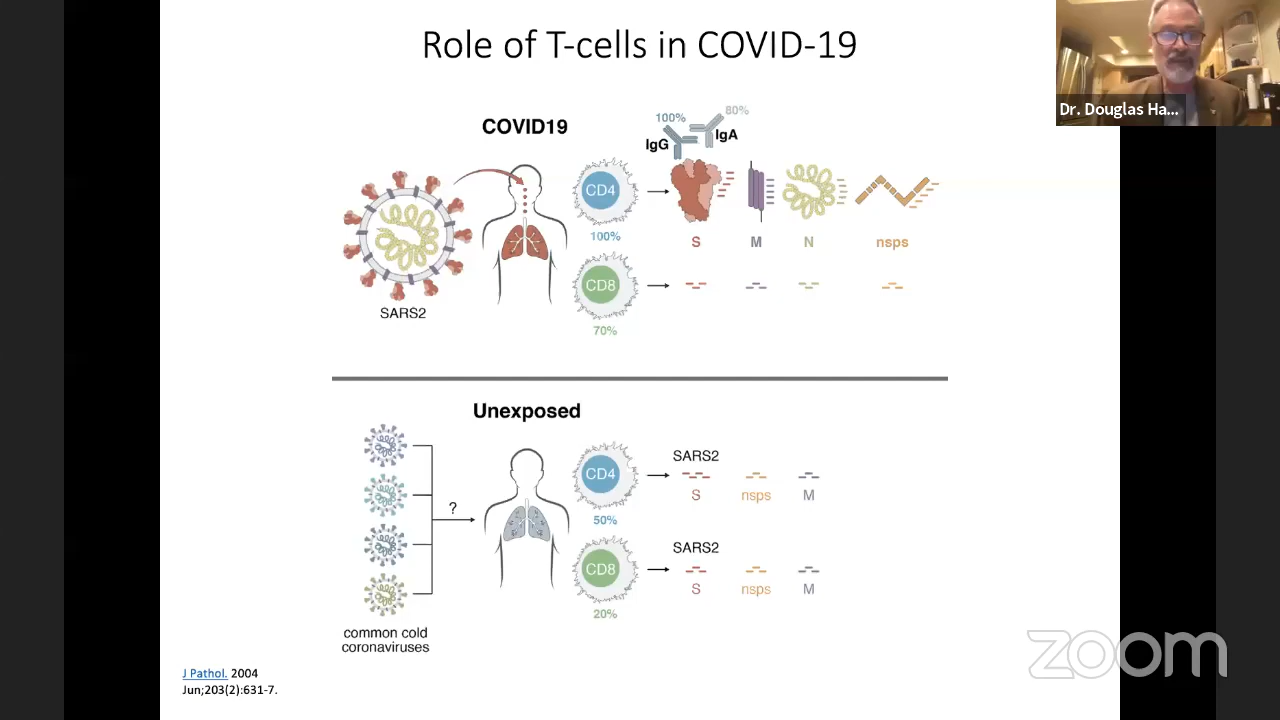 Role of T-cells in COVID-19
Dr. Douglas Ha...
COVID19
100%
80%
IgG
IgA
CD4
100%
S
M
N
nsps
CD8
70%
SARS2
Unexposed
CD4
50%
SARS2
S
nsps
M
?
CD8
20%
SARS2
S
nsps
M
common cold
coronaviruses
J Pathol. 2004
Jun;203(2):631-7.
zoom